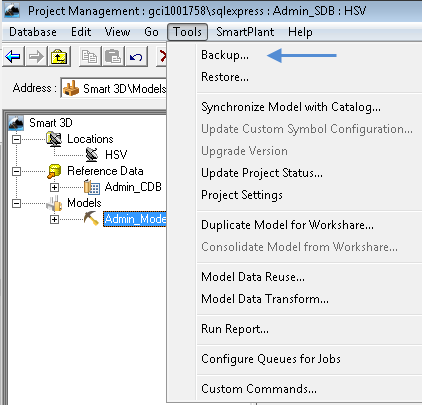 Project Management : gci1001758\sqlexpress : Admin_SDB : HSV
Database Edit View Go Tools SmartPlant Help
Address : Smart 3D\Models
Smart 3D
Locations
HSV
Reference Data
Admin_CDB
Models
Admin_Mode
Backup...
Restore...
Synchronize Model with Catalog...
Update Custom Symbol Configuration...
Upgrade Version
Update Project Status...
Project Settings
Duplicate Model for Workshare...
Consolidate Model from Workshare...
Model Data Reuse...
Model Data Transform...
Run Report...
Configure Queues for Jobs
Custom Commands...